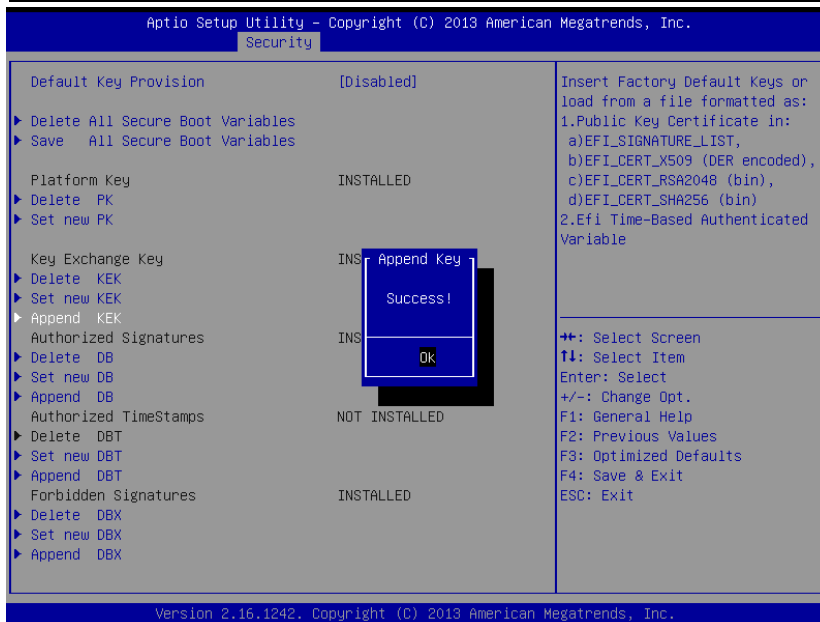 Aptio Setup Utility – Copyright (C) 2013 American Megatrends, Inc.
Security
Default Key Provision [Disabled]
▶ Delete All Secure Boot Variables
▶ Save All Secure Boot Variables
Platform Key INSTALLED
▶ Delete PK
▶ Set new PK
Key Exchange Key INS
▶ Delete KEK
▶ Set new KEK
▶ Append KEK
Authorized Signatures INS
▶ Delete DB
▶ Set new DB
▶ Append DB
Authorized TimeStamps NOT INSTALLED
▶ Delete DBT
▶ Set new DBT
▶ Append DBT
Forbidden Signatures INSTALLED
▶ Delete DBX
▶ Set new DBX
▶ Append DBX
Append Key
Success!
Ok
Insert Factory Default Keys or
load from a file formatted as:
1.Public Key Certificate in:
a)EFI_SIGNATURE_LIST,
b)EFI_CERT_X509 (DER encoded),
c)EFI_CERT_RSA2048 (bin),
d)EFI_CERT_SHA256 (bin)
2.Efi Time-Based Authenticated
Variable
→←: Select Screen
↑↓: Select Item
Enter: Select
+/-: Change Opt.
F1: General Help
F2: Previous Values
F3: Optimized Defaults
F4: Save & Exit
ESC: Exit
Version 2.16.1242. Copyright (C) 2013 American Megatrends, Inc.